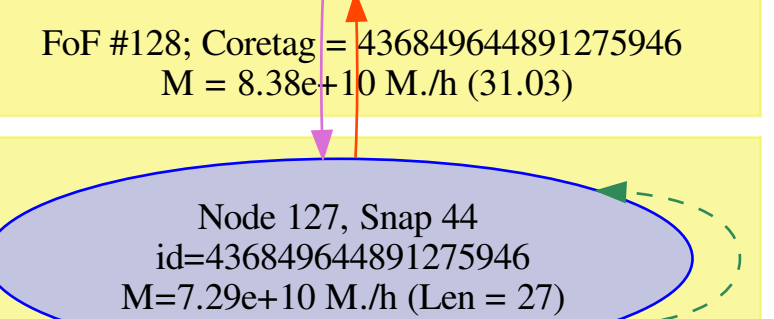 FoF #128; Coretag = 436849644891275946
M = 8.38e+10 M./h (31.03)
Node 127, Snap 44
id=436849644891275946
M=7.29e+10 M./h (Len = 27)